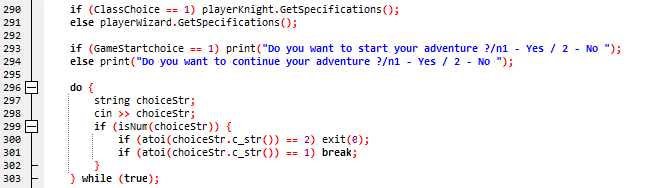 290 if (ClassChoice == 1) playerKnight.GetSpecifications();
291 else playerWizard.GetSpecifications();
292
293 if (GameStartchoice == 1) print("Do you want to start your adventure ?/n1 - Yes / 2 - No ");
294 else print("Do you want to continue your adventure ?/n1 - Yes / 2 - No ");
295
296 do {
297 string choiceStr;
298 cin >> choiceStr;
299 if (isNum(choiceStr)) {
300 if (atoi(choiceStr.c_str()) == 2) exit(0);
301 if (atoi(choiceStr.c_str()) == 1) break;
302 }
303 } while (true);